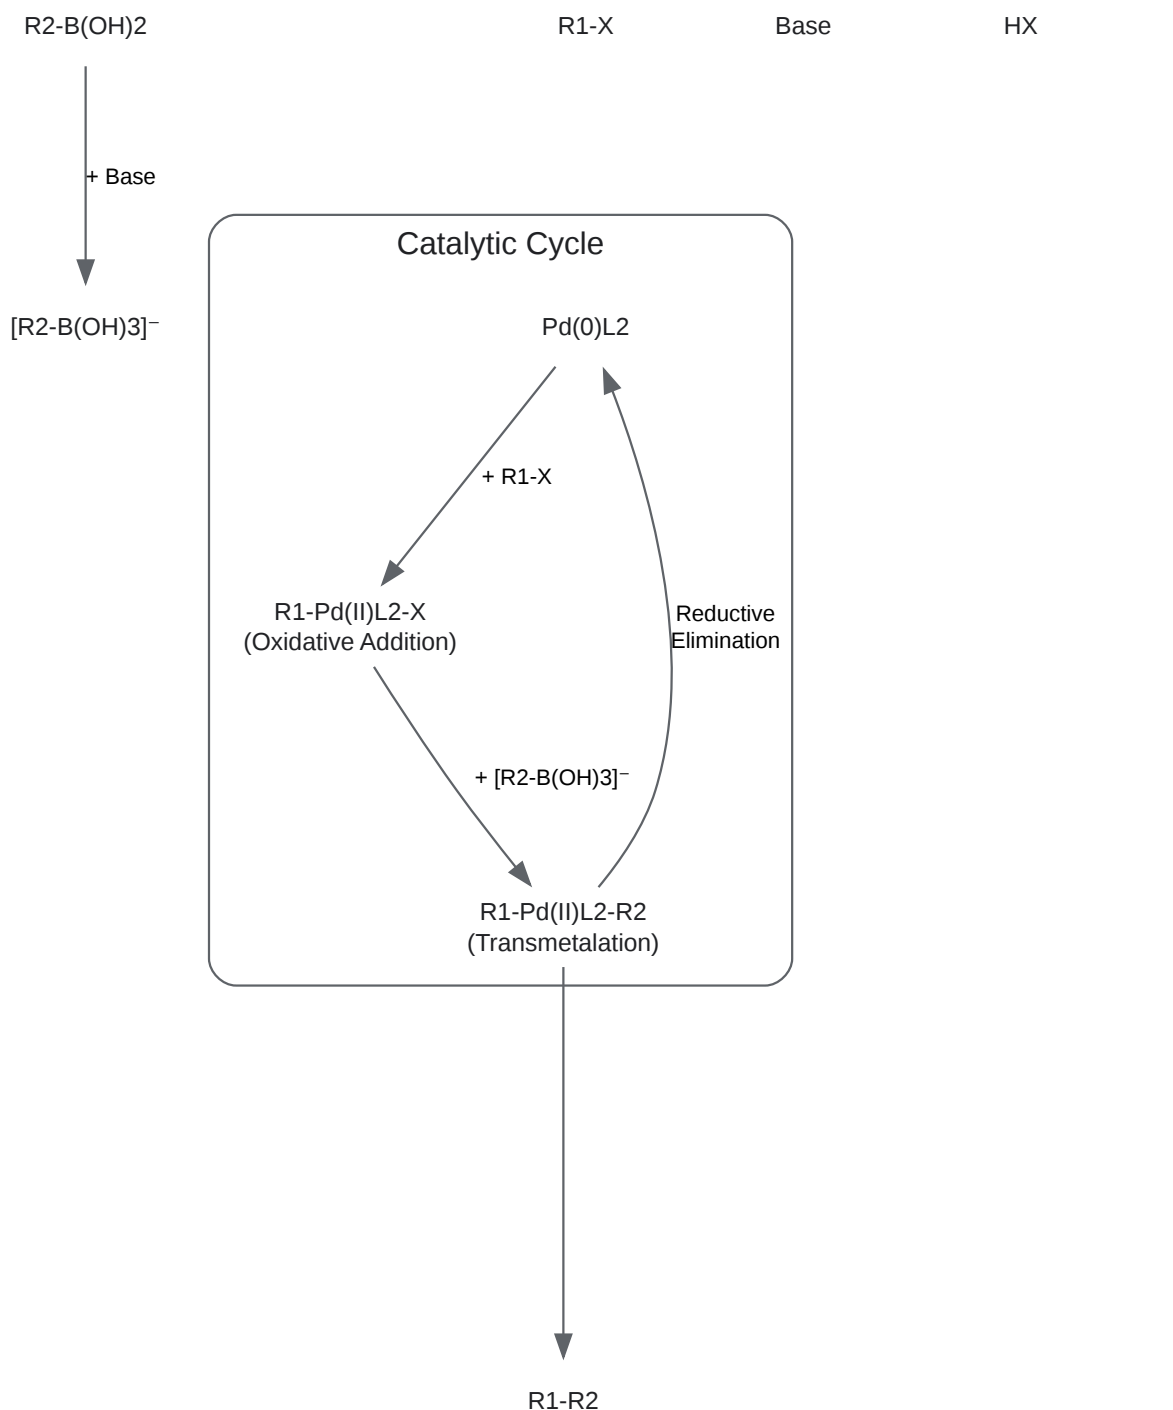 R2-B(OH)2
R1-X
Base
HX
+ Base
Catalytic Cycle
[R2-B(OH)3]⁻
Pd(0)L2
+ R1-X
R1-Pd(II)L2-X
(Oxidative Addition)
Reductive
Elimination
+ [R2-B(OH)3]⁻
R1-Pd(II)L2-R2
(Transmetalation)
R1-R2